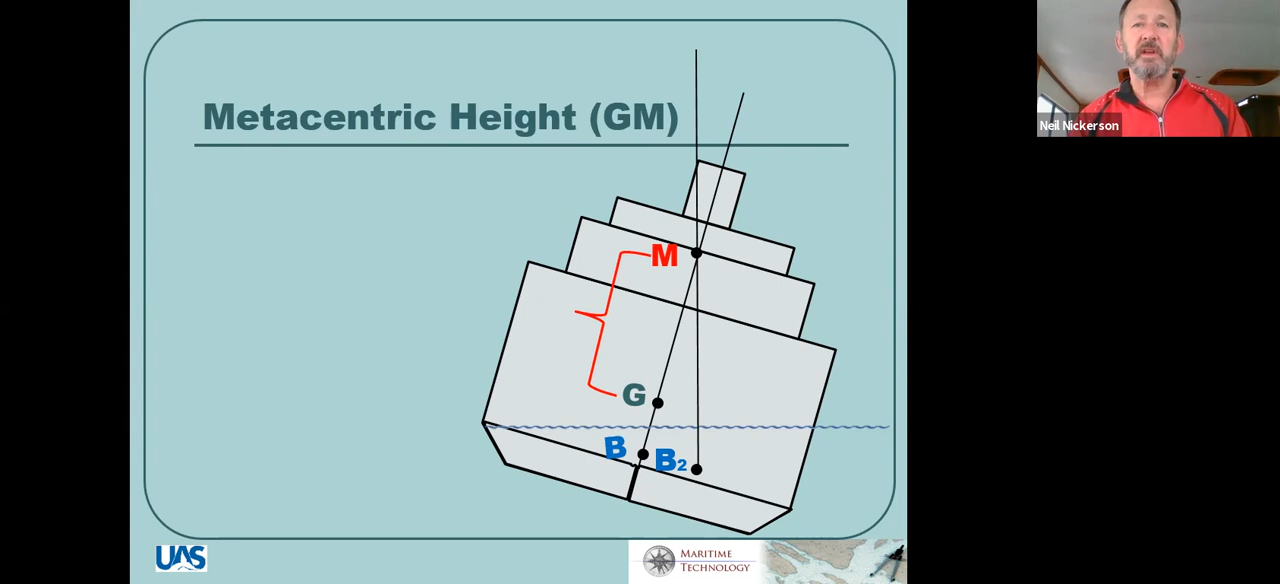 Metacentric Height (GM)
Neil Nickerson
M
G
B
B2
UAS
MARITIME
TECHNOLOGY